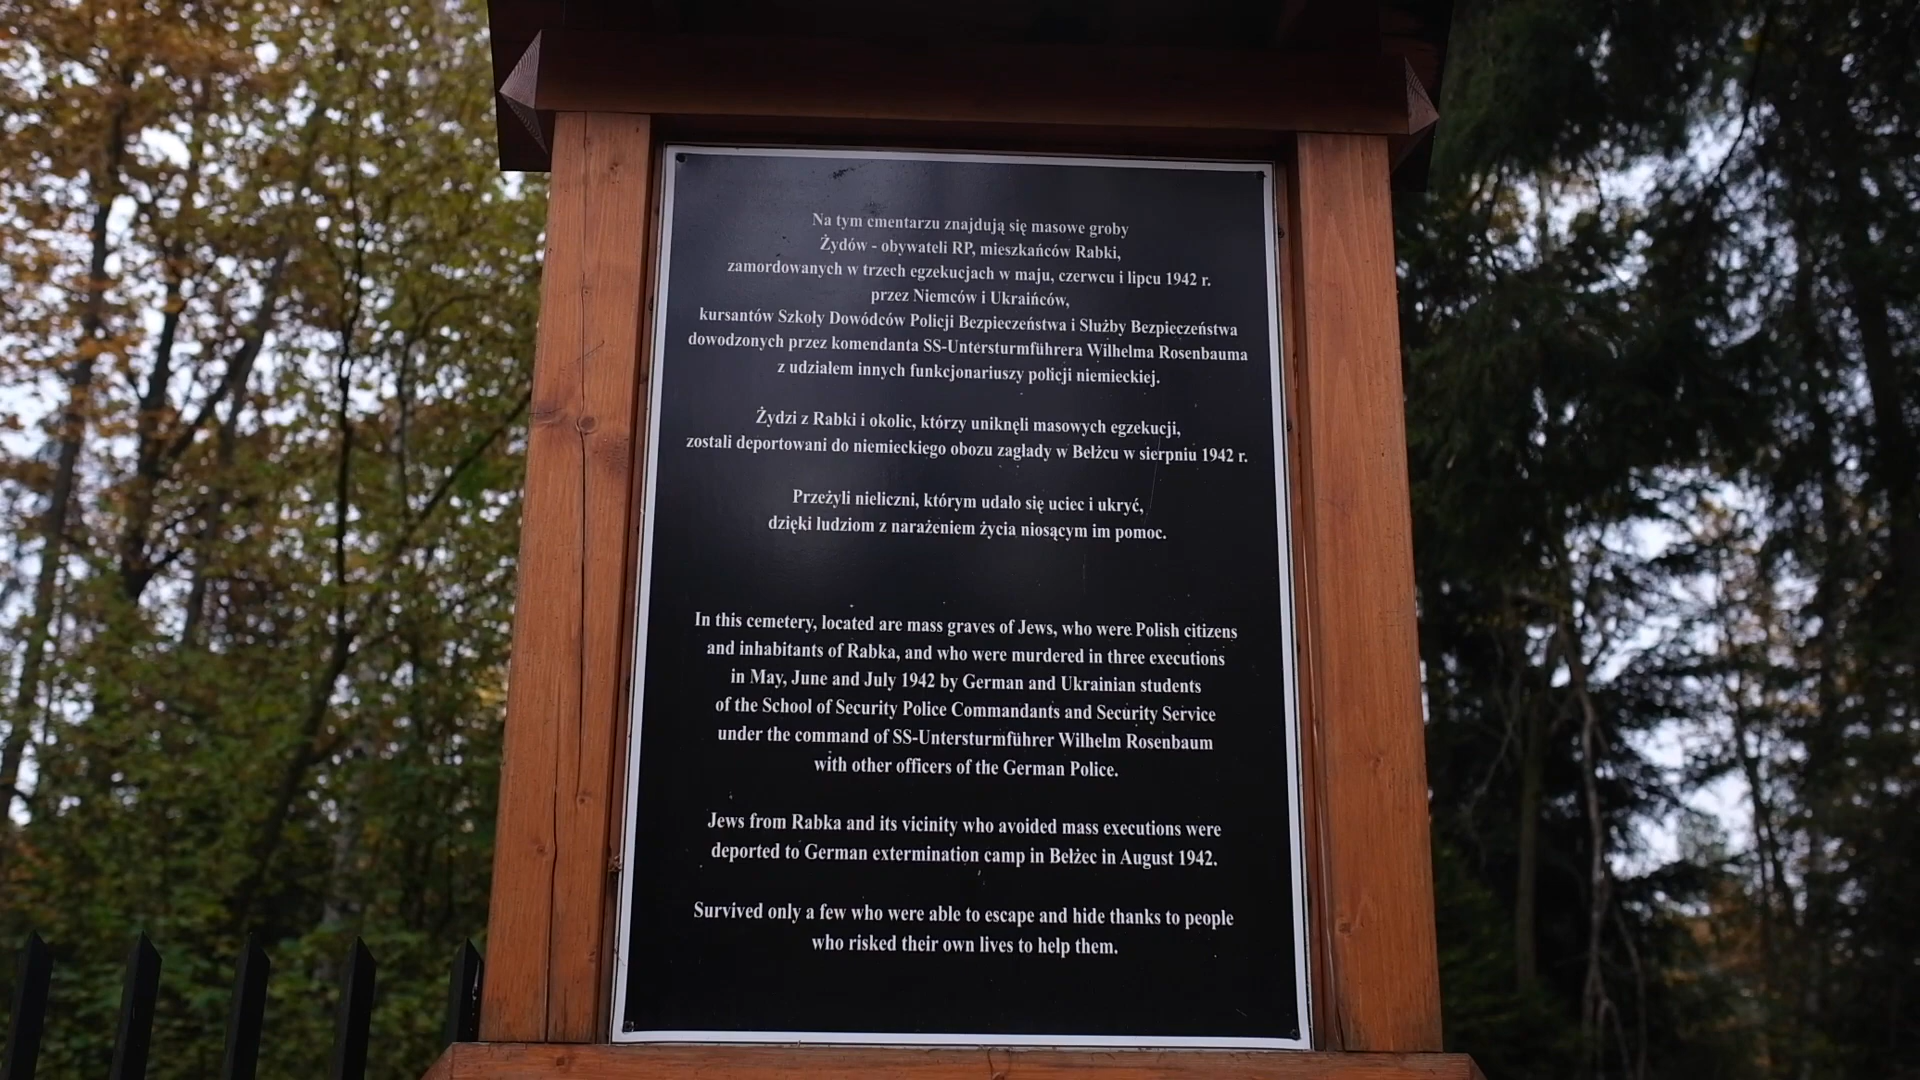 Na tym cmentarzu znajdują się masowe groby
Żydów - obywateli RP, mieszkańców Rabki,
zamordowanych w trzech egzekucjach w maju, czerwcu i lipcu 1942 r.
przez Niemców i Ukraińców,
kursantów Szkoły Dowódców Policji Bezpieczeństwa i Służby Bezpieczeństwa
dowodzonych przez komendanta SS-Untersturmführera Wilhelma Rosenbauma
z udziałem innych funkcjonariuszy policji niemieckiej.
Żydzi z Rabki i okolic, którzy uniknęli masowych egzekucji,
zostali deportowani do niemieckiego obozu zagłady w Bełżcu w sierpniu 1942 r.
Przeżyli nieliczni, którym udało się uciec i ukryć,
dzięki ludziom z narażeniem życia niosącym im pomoc.
In this cemetery, located are mass graves of Jews, who were Polish citizens
and inhabitants of Rabka, and who were murdered in three executions
in May, June and July 1942 by German and Ukrainian students
of the School of Security Police Commandants and Security Service
under the command of SS-Untersturmführer Wilhelm Rosenbaum
with other officers of the German Police.
Jews from Rabka and its vicinity who avoided mass executions were
deported to German extermination camp in Bełżec in August 1942.
Survived only a few who were able to escape and hide thanks to people
who risked their own lives to help them.